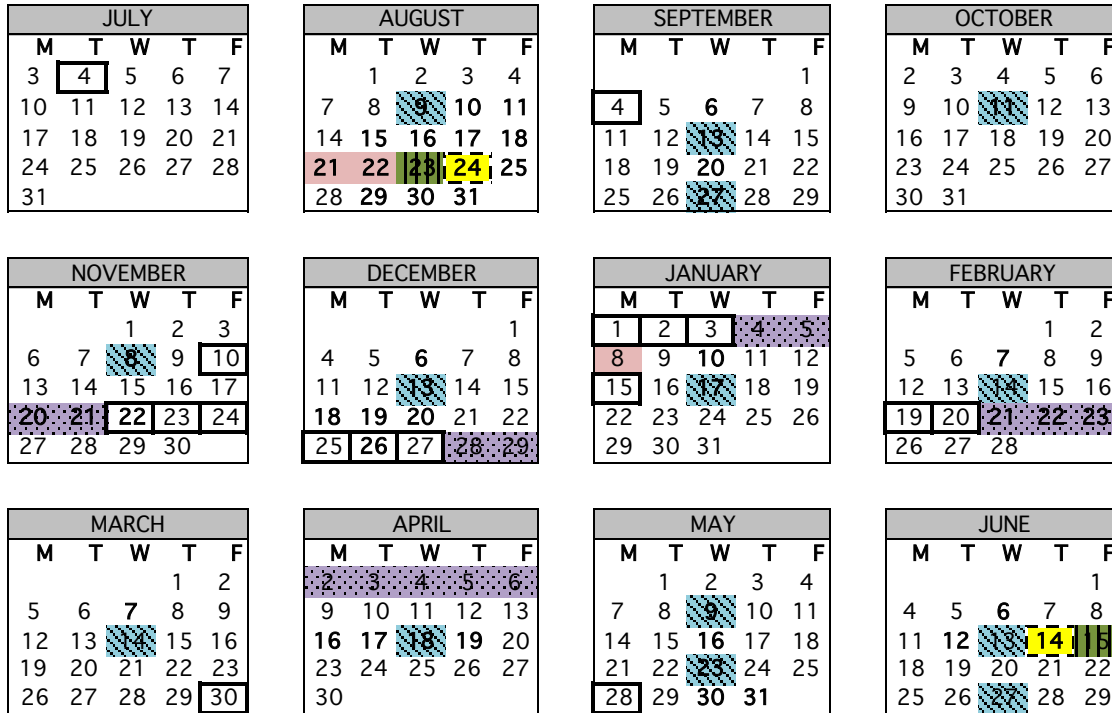 JULY
M T W T F
3 4 5 6 7
10 11 12 13 14
17 18 19 20 21
24 25 26 27 28
31
AUGUST
M T W T F
1 2 3 4
7 8 9 10 11
14 15 16 17 18
21 22 23 24 25
28 29 30 31
SEPTEMBER
M T W T F
1
4 5 6 7 8
11 12 13 14 15
18 19 20 21 22
25 26 27 28 29
OCTOBER
M T W T F
2 3 4 5 6
9 10 11 12 13
16 17 18 19 20
23 24 25 26 27
30 31
NOVEMBER
M T W T F
1 2 3
6 7 8 9 10
13 14 15 16 17
20 21 22 23 24
27 28 29 30
DECEMBER
M T W T F
1
4 5 6 7 8
11 12 13 14 15
18 19 20 21 22
25 26 27 28 29
JANUARY
M T W T F
1 2 3 4 5
8 9 10 11 12
15 16 17 18 19
22 23 24 25 26
29 30 31
FEBRUARY
M T W T F
1 2
5 6 7 8 9
12 13 14 15 16
19 20 21 22 23
26 27 28
MARCH
M T W T F
1 2
5 6 7 8 9
12 13 14 15 16
19 20 21 22 23
26 27 28 29 30
APRIL
M T W T F
2 3 4 5 6
9 10 11 12 13
16 17 18 19 20
23 24 25 26 27
30
MAY
M T W T F
1 2 3 4
7 8 9 10 11
14 15 16 17 18
21 22 23 24 25
28 29 30 31
JUNE
M T W T F
1
4 5 6 7 8
11 12 13 14 15
18 19 20 21 22
25 26 27 28 29